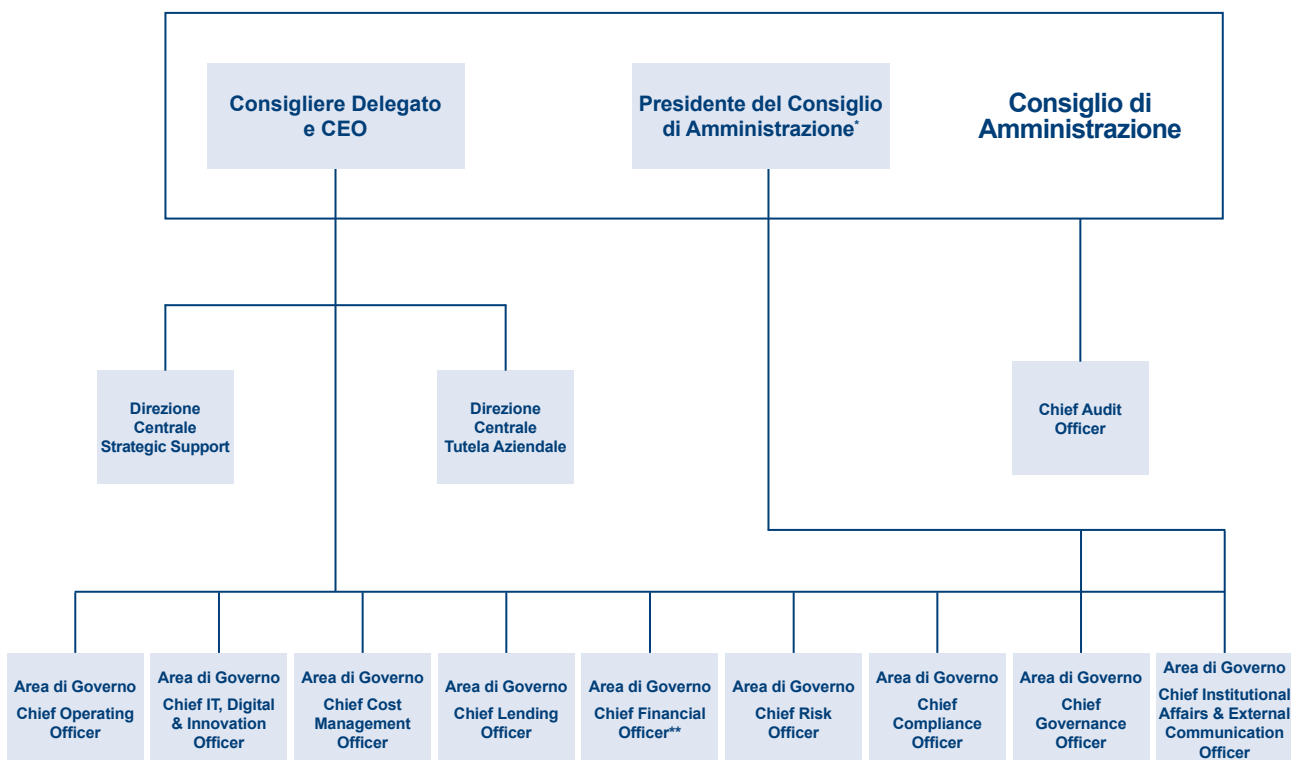 Consigliere Delegato
e CEO
Presidente del Consiglio
di Amministrazione*
Consiglio di
Amministrazione
Direzione
Centrale
Strategic Support
Direzione
Centrale
Tutela Aziendale
Chief Audit
Officer
Area di Governo
Chief Operating
Officer
Area di Governo
Chief IT, Digital
& Innovation
Officer
Area di Governo
Chief Cost
Management
Officer
Area di Governo
Chief Lending
Officer
Area di Governo
Chief Financial
Officer**
Area di Governo
Chief Risk
Officer
Area di Governo
Chief
Compliance
Officer
Area di Governo
Chief
Governance
Officer
Area di Governo
Chief Institutional
Affairs & External
Communication
Officer